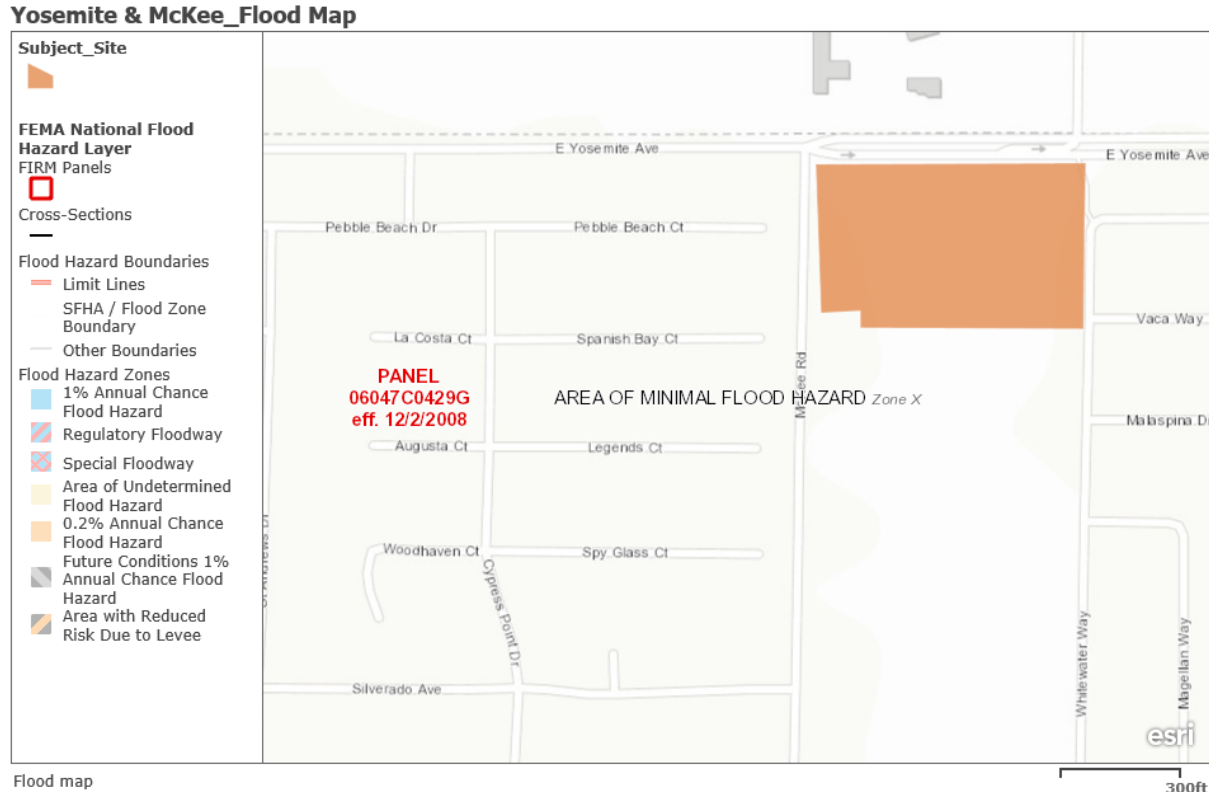 Yosemite & McKee_Flood Map
Subject_Site
FEMA National Flood
Hazard Layer
FIRM Panels
Cross-Sections
Flood Hazard Boundaries
Limit Lines
SFHA / Flood Zone
Boundary
Other Boundaries
Flood Hazard Zones
1% Annual Chance
Flood Hazard
Regulatory Floodway
Special Floodway
Area of Undetermined
Flood Hazard
0.2% Annual Chance
Flood Hazard
Future Conditions 1%
Annual Chance Flood
Hazard
Area with Reduced
Risk Due to Levee
E Yosemite Ave
E Yosemite Ave
Pebble Beach Dr
Pebble Beach Ct
Vaca Way
La Costa Ct
Spanish Bay Ct
PANEL
06047C0429G
eff. 12/2/2008
AREA OF MINIMAL FLOOD HAZARD Zone X
McKee Rd
Malaspina Dr
Augusta Ct
Legends Ct
Woodhaven Ct
Spy Glass Ct
St Andrews Dr
Cypress Point Dr
Whitewater Way
Magellan Way
Silverado Ave
esri
Flood map
300ft